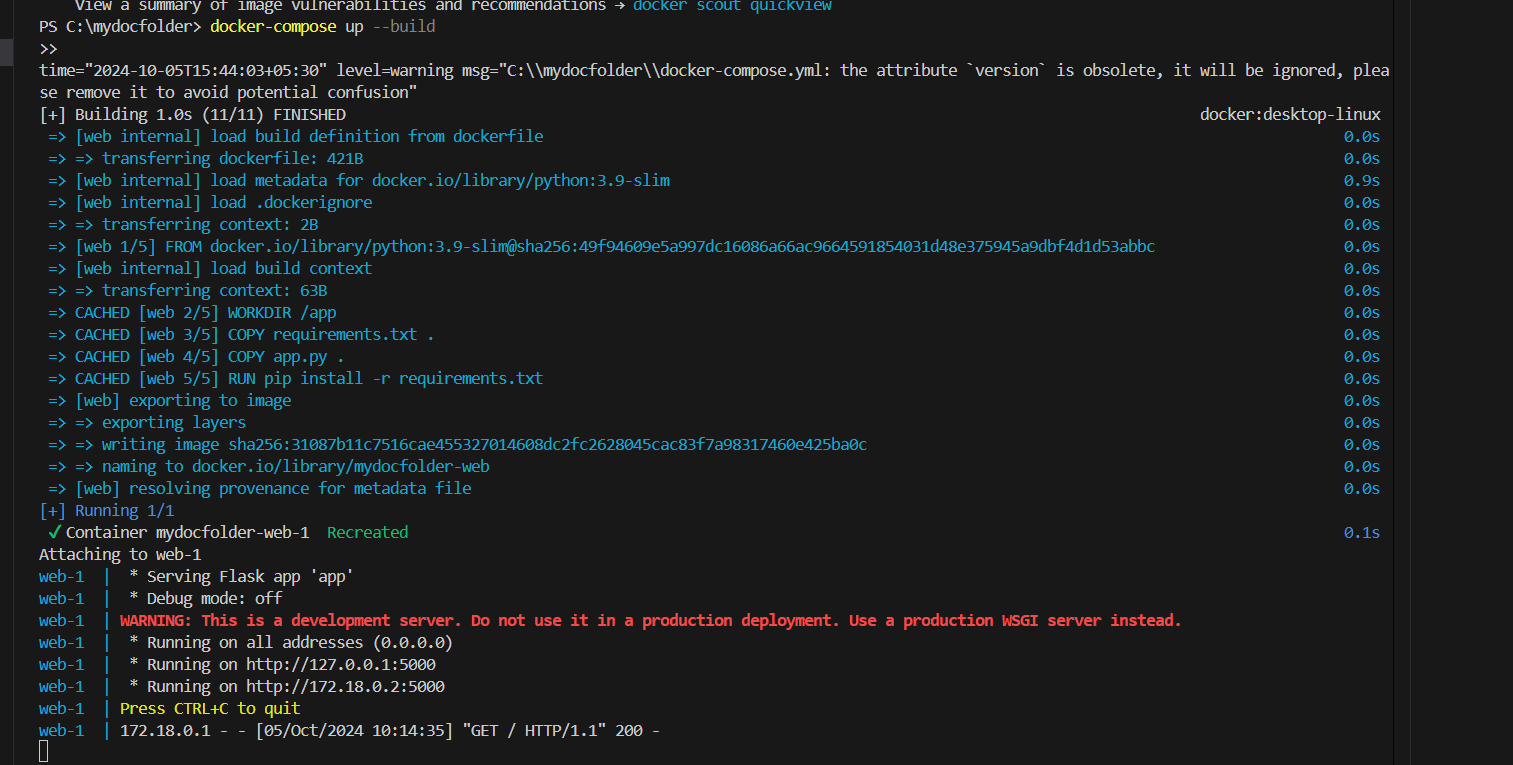 View a summary of image vulnerabilities and recommendations → docker scout quickview
PS C:\mydocfolder> docker-compose up --build
>>
time="2024-10-05T15:44:03+05:30" level=warning msg="C:\\mydocfolder\\docker-compose.yml: the attribute `version` is obsolete, it will be ignored, plea
se remove it to avoid potential confusion"
[+] Building 1.0s (11/11) FINISHED docker:desktop-linux
=> [web internal] load build definition from dockerfile 0.0s
=> => transferring dockerfile: 421B 0.0s
=> [web internal] load metadata for docker.io/library/python:3.9-slim 0.9s
=> [web internal] load .dockerignore 0.0s
=> => transferring context: 2B 0.0s
=> [web 1/5] FROM docker.io/library/python:3.9-slim@sha256:49f94609e5a997dc16086a66ac9664591854031d48e375945a9dbf4d1d53abbc 0.0s
=> [web internal] load build context 0.0s
=> => transferring context: 63B 0.0s
=> CACHED [web 2/5] WORKDIR /app 0.0s
=> CACHED [web 3/5] COPY requirements.txt . 0.0s
=> CACHED [web 4/5] COPY app.py . 0.0s
=> CACHED [web 5/5] RUN pip install -r requirements.txt 0.0s
=> [web] exporting to image 0.0s
=> => exporting layers 0.0s
=> => writing image sha256:31087b11c7516cae455327014608dc2fc2628045cac83f7a98317460e425ba0c 0.0s
=> => naming to docker.io/library/mydocfolder-web 0.0s
=> [web] resolving provenance for metadata file 0.0s
[+] Running 1/1
✓Container mydocfolder-web-1 Recreated 0.1s
Attaching to web-1
web-1 | * Serving Flask app 'app'
web-1 | * Debug mode: off
web-1 | WARNING: This is a development server. Do not use it in a production deployment. Use a production WSGI server instead.
web-1 | * Running on all addresses (0.0.0.0)
web-1 | * Running on http://127.0.0.1:5000
web-1 | * Running on http://172.18.0.2:5000
web-1 | Press CTRL+C to quit
web-1 | 172.18.0.1 - - [05/Oct/2024 10:14:35] "GET / HTTP/1.1" 200 -